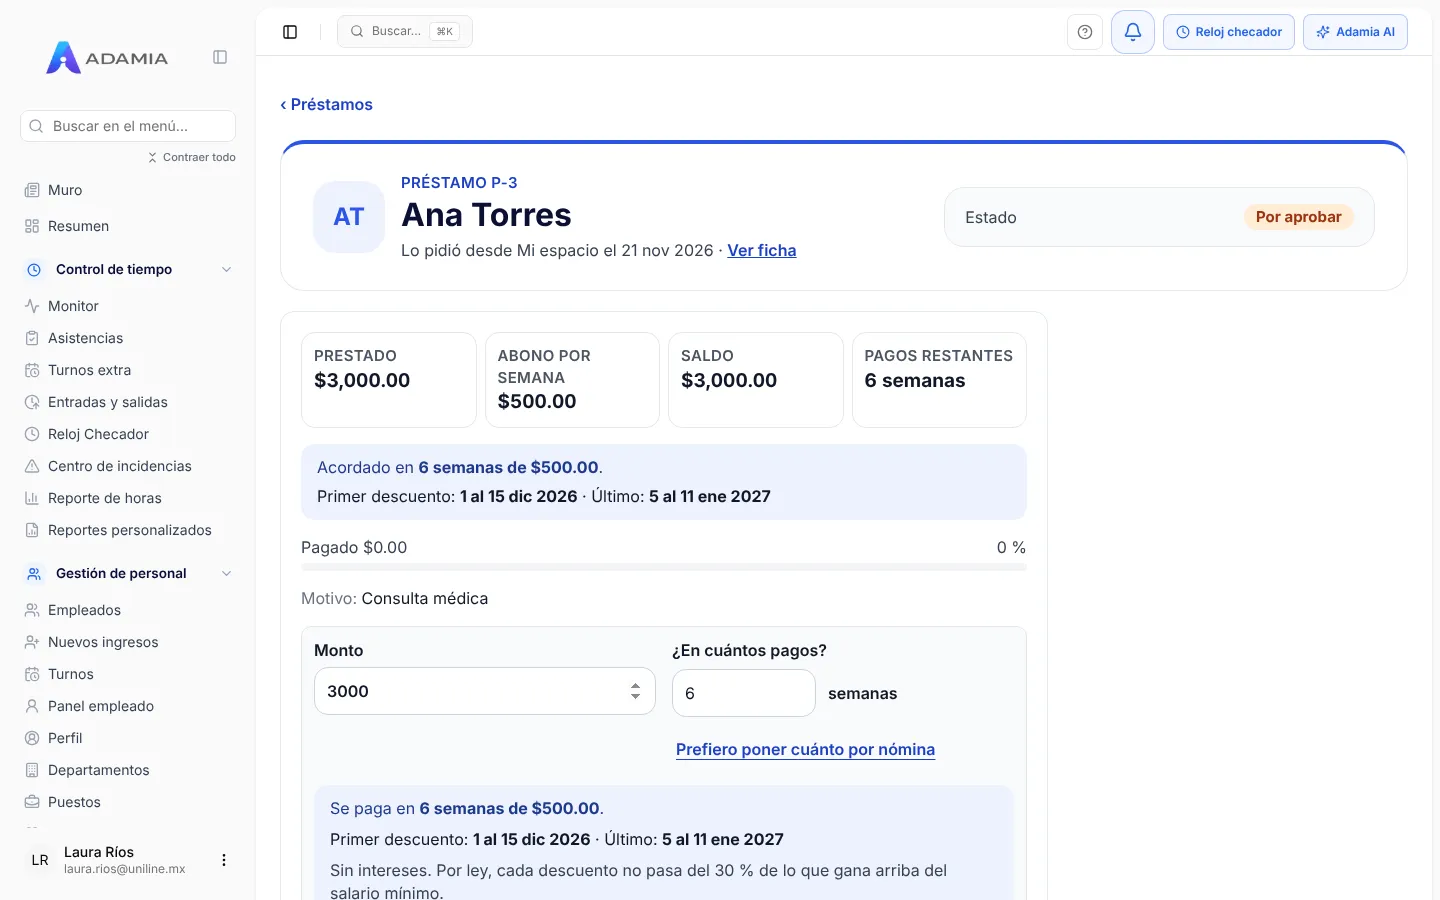 ADAMIA
Buscar en el menú...
Contraer todo
Muro
Resumen
Control de tiempo
Monitor
Asistencias
Turnos extra
Entradas y salidas
Reloj Checador
Centro de incidencias
Reporte de horas
Reportes personalizados
Gestión de personal
Empleados
Nuevos ingresos
Turnos
Panel empleado
Perfil
Departamentos
Puestos
LR
Laura Ríos
laura.rios@uniline.mx
Buscar... ⌘K
Reloj checador
Adamia AI
‹ Préstamos
AT
PRÉSTAMO P-3
Ana Torres
Lo pidió desde Mi espacio el 21 nov 2026 · Ver ficha
Estado
Por aprobar
PRESTADO
$3,000.00
ABONO POR
SEMANA
$500.00
SALDO
$3,000.00
PAGOS RESTANTES
6 semanas
Acordado en 6 semanas de $500.00.
Primer descuento: 1 al 15 dic 2026 · Último: 5 al 11 ene 2027
Pagado $0.00
0 %
Motivo: Consulta médica
Monto
3000
¿En cuántos pagos?
6 semanas
Prefiero poner cuánto por nómina
Se paga en 6 semanas de $500.00.
Primer descuento: 1 al 15 dic 2026 · Último: 5 al 11 ene 2027
Sin intereses. Por ley, cada descuento no pasa del 30 % de lo que gana arriba del
salario mínimo.